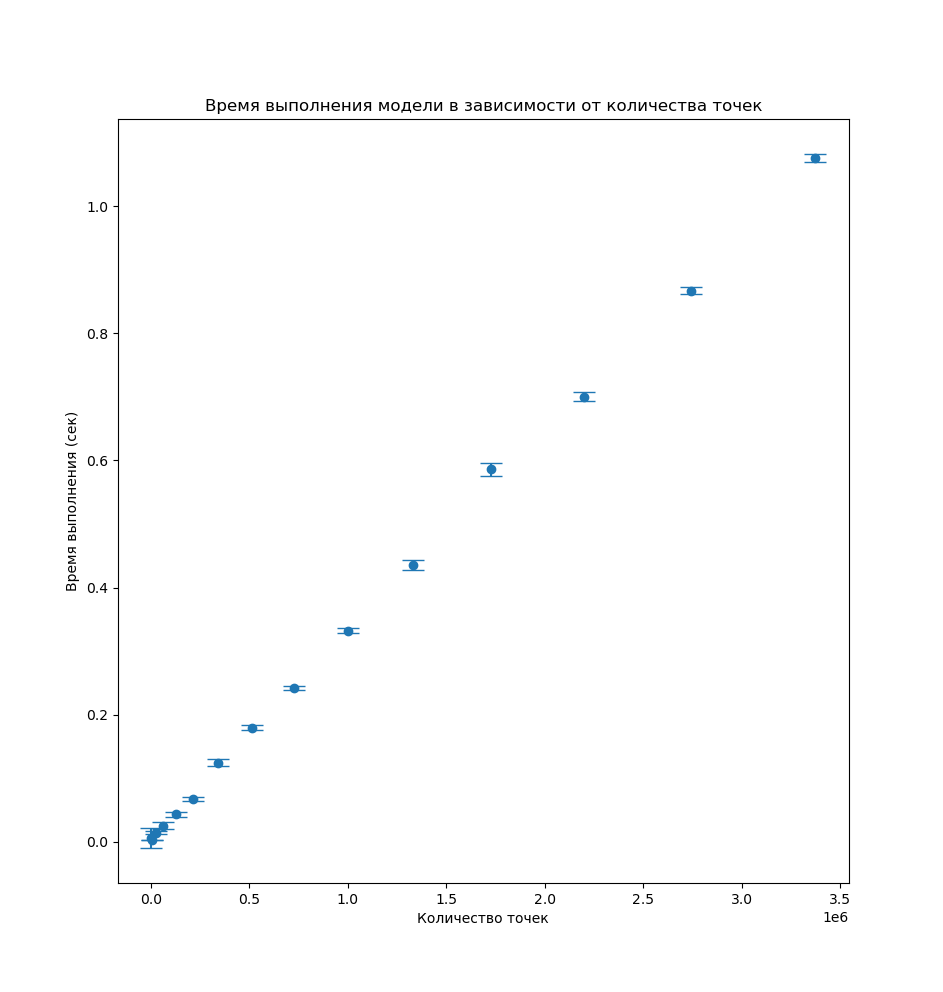 Время выполнения модели в зависимости от количества точек
1.0
0.8
0.6
0.4
0.2
0.0
Время выполнения (сек)
0.0 0.5 1.0 1.5 2.0 2.5 3.0 3.5
1e6
Количество точек